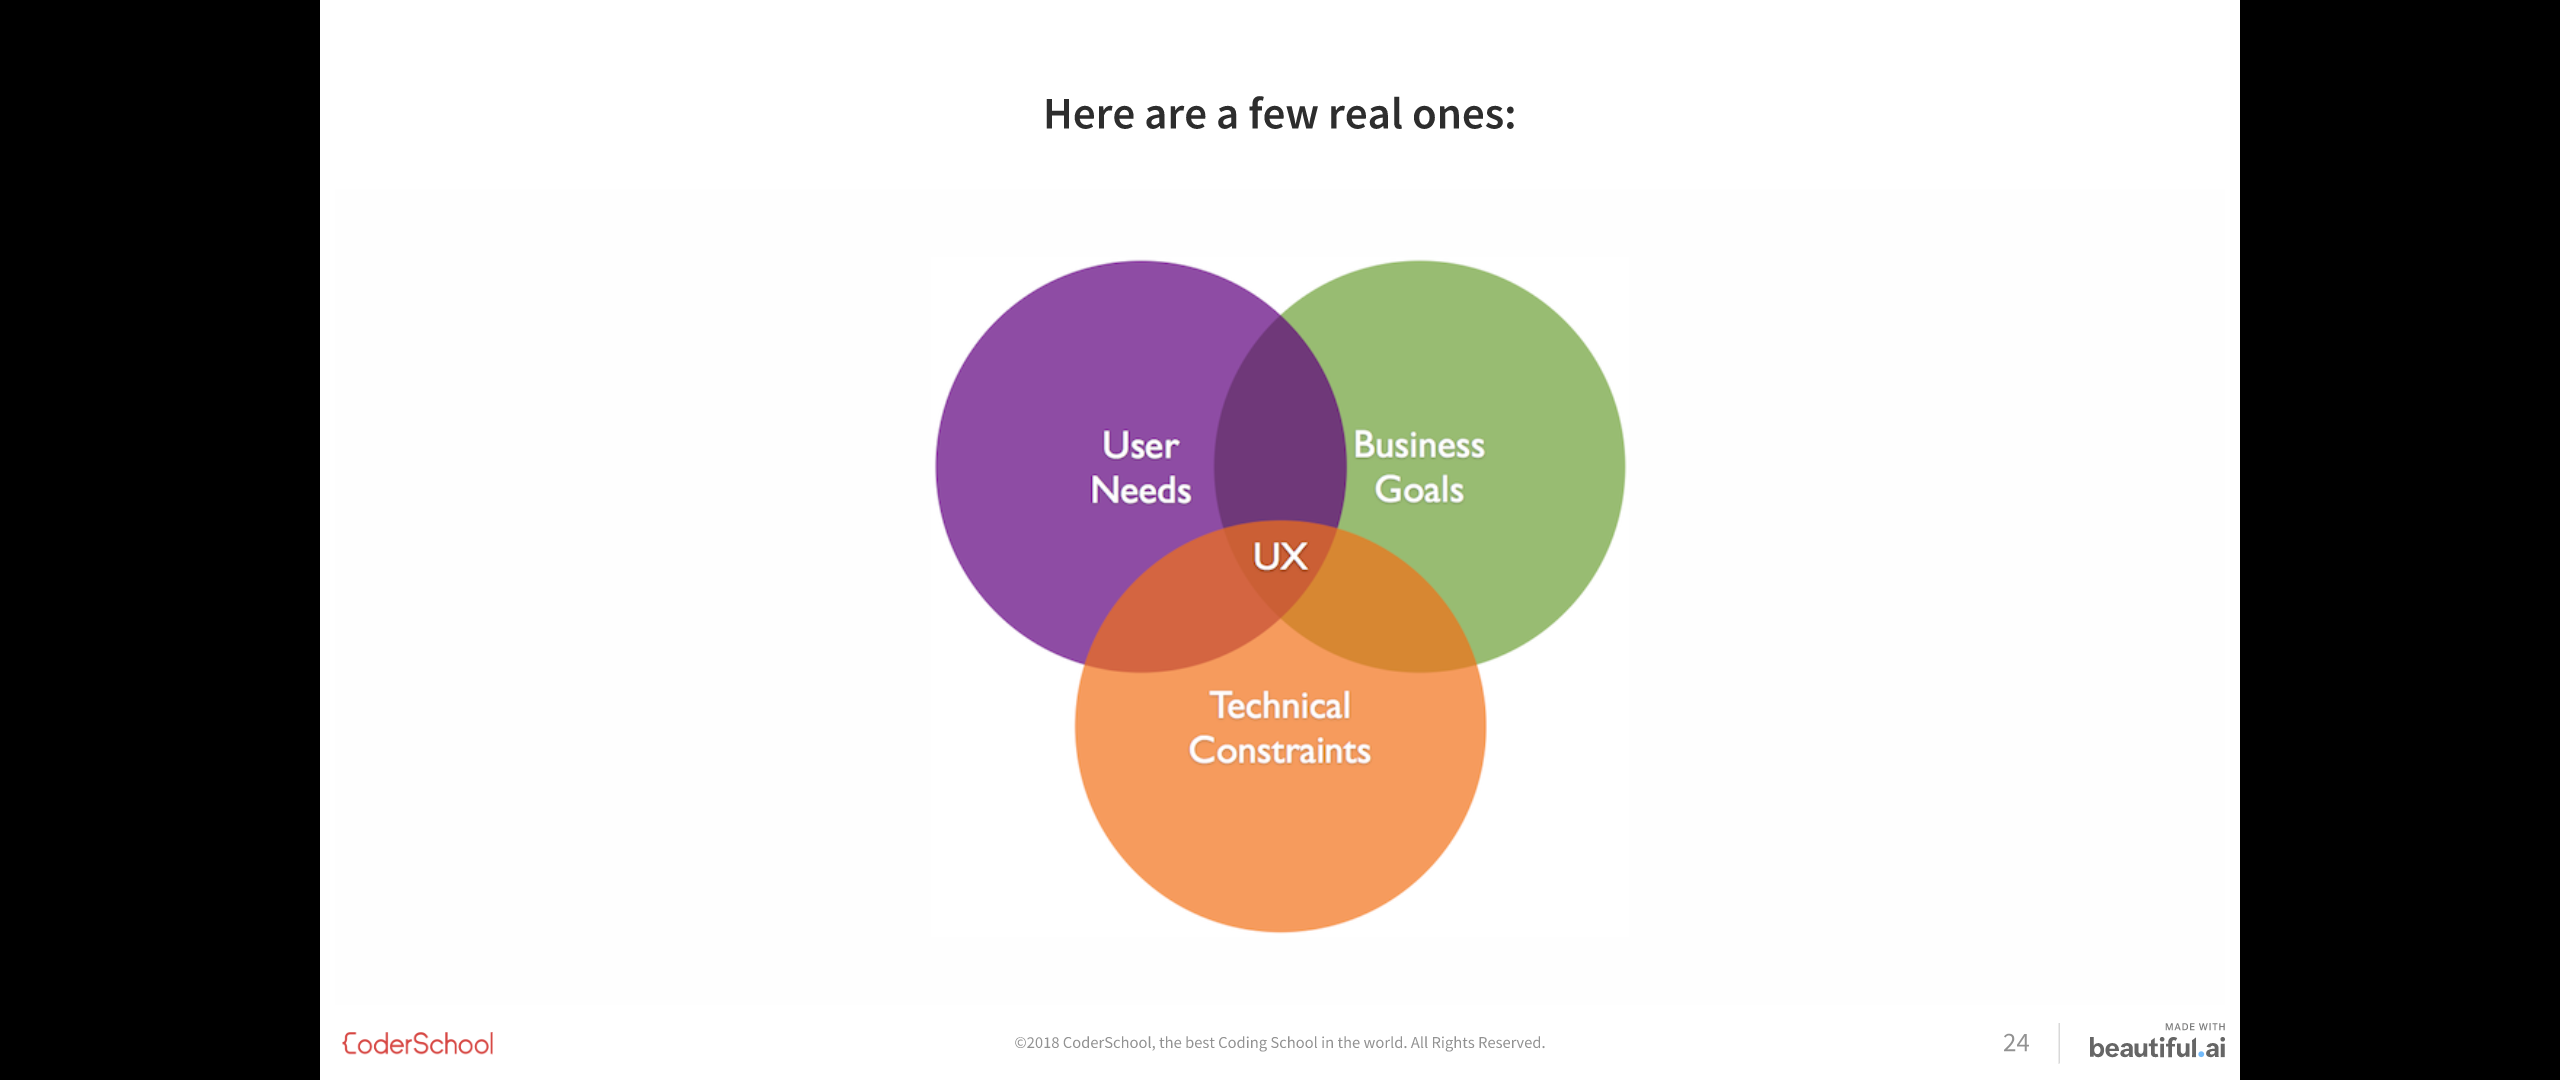 Here are a few real ones:
User
Needs
Business
Goals
UX
Technical
Constraints
{CoderSchool
©2018 CoderSchool, the best Coding School in the world. All Rights Reserved.
24
MADE WITH
beautiful.ai